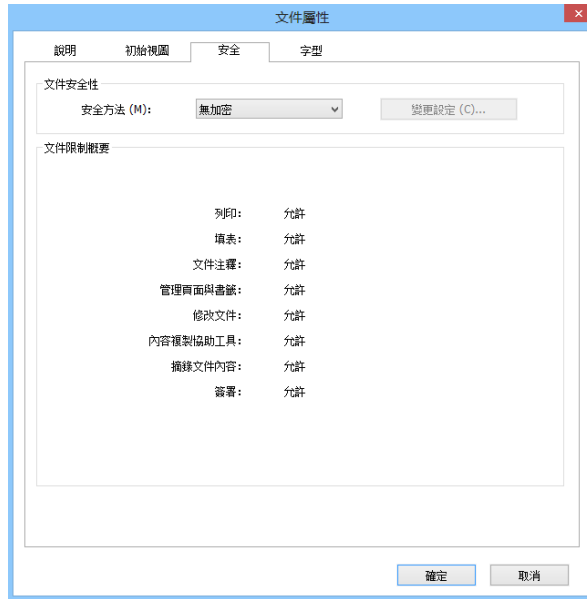 文件屬性
說明 初始視圖 安全 字型
文件安全性
安全方法 (M): 無加密 變更設定 (C)...
文件限制概要
列印: 允許
填表: 允許
文件注釋: 允許
管理頁面與書籤: 允許
修改文件: 允許
內容複製協助工具: 允許
摘錄文件內容: 允許
簽署: 允許
確定 取消